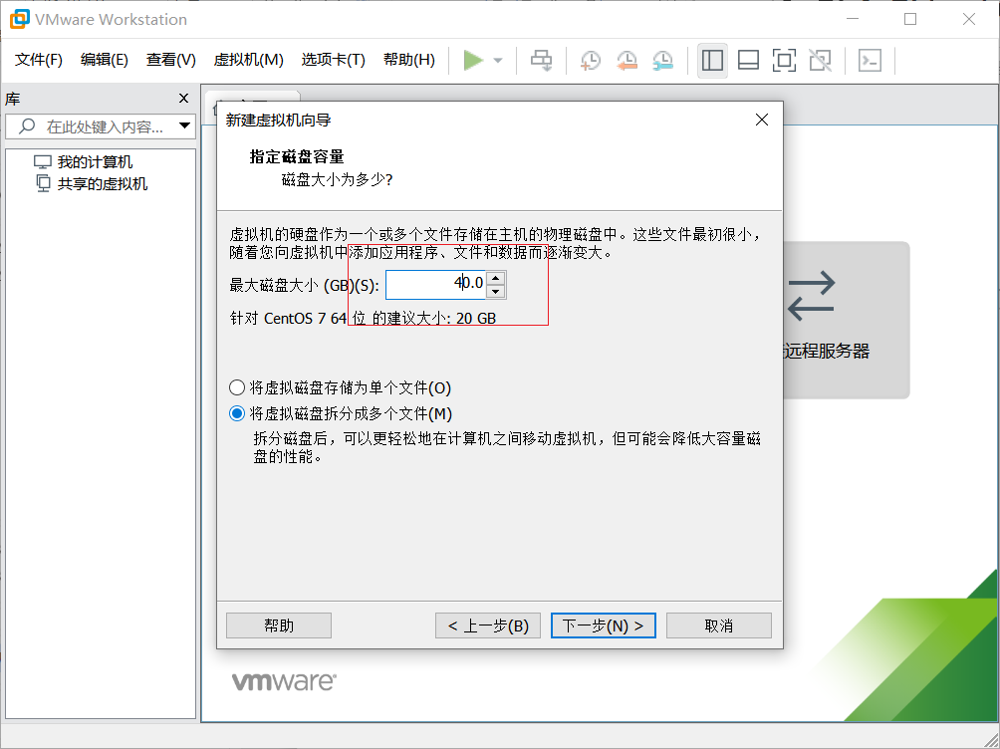 VMware Workstation
文件(F) 编辑(E) 查看(V) 虚拟机(M) 选项卡(T) 帮助(H)
库
在此处键入内容...
我的计算机
共享的虚拟机
新建虚拟机向导
指定磁盘容量
磁盘大小为多少?
虚拟机的硬盘作为一个或多个文件存储在主机的物理磁盘中。这些文件最初很小，
随着您向虚拟机中添加应用程序、文件和数据而逐渐变大。
最大磁盘大小 (GB)(S): 40.0
针对 CentOS 7 64 位 的建议大小: 20 GB
将虚拟磁盘存储为单个文件(O)
将虚拟磁盘拆分成多个文件(M)
拆分磁盘后，可以更轻松地在计算机之间移动虚拟机，但可能会降低大容量磁
盘的性能。
远程服务器
帮助 < 上一步(B) 下一步(N) > 取消
vmware